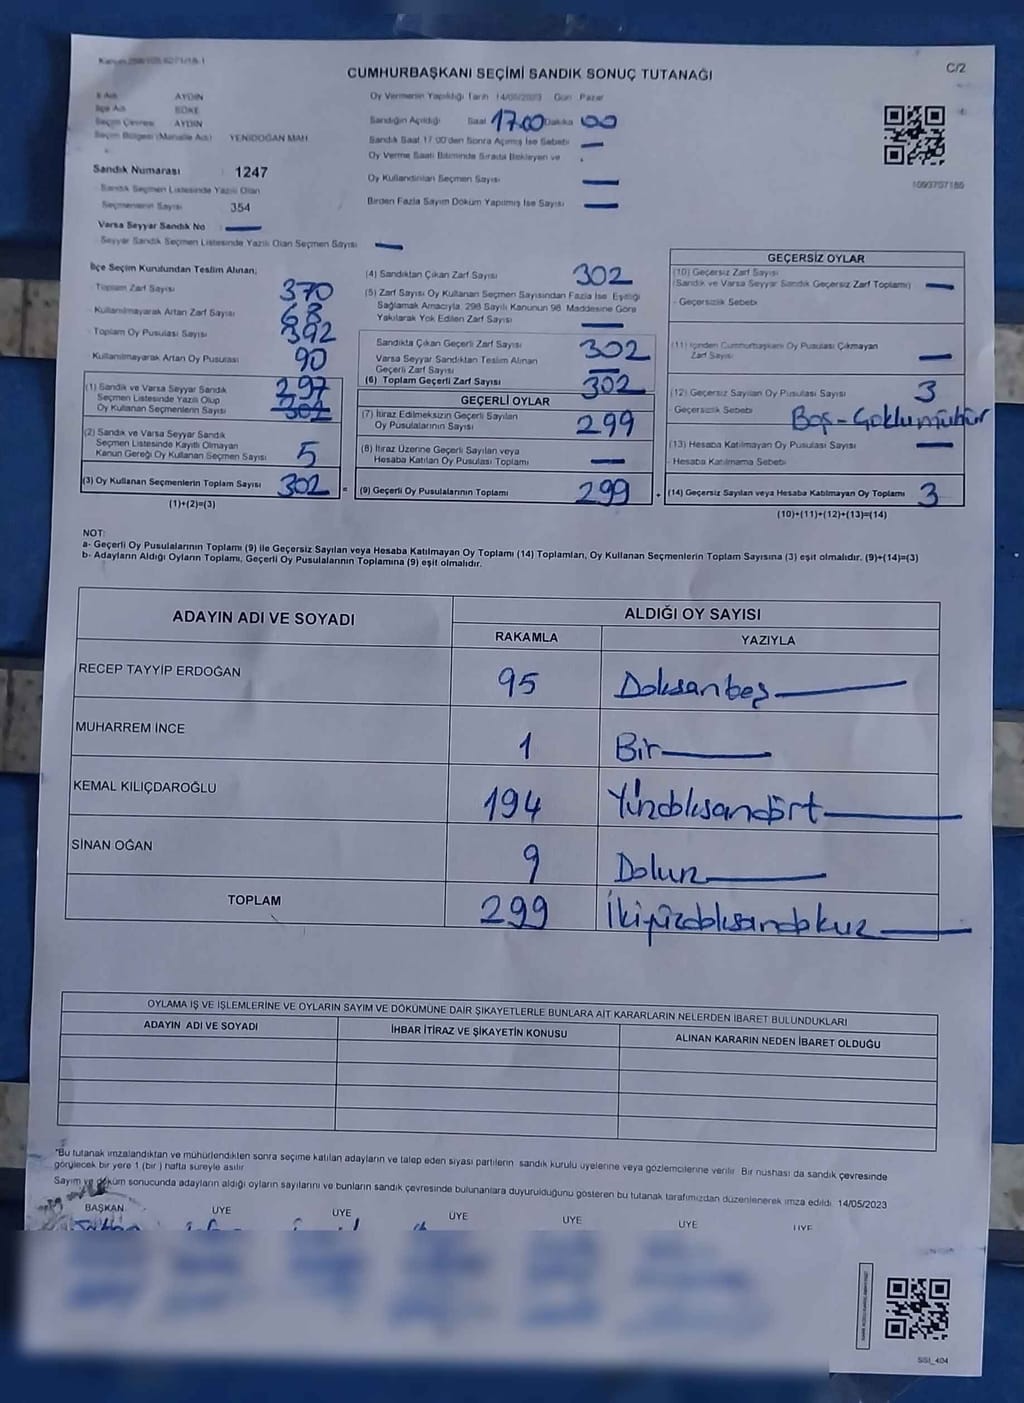 CUMHURBAŞKANI SEÇİMİ SANDIK SONUÇ TUTANAĞI
C/2
İli Adı AYDIN
İlçe Adı SÖKE
Seçim Çevresi AYDIN
Seçim Bölgesi (Mahalle Adı) YENİDOĞAN MAH.
Sandık Numarası 1247
Sandık Seçmen Listesinde Yazılı Olan
Seçmenlerin Sayısı 354
Varsa Seyyar Sandık No —
Seyyar Sandık Seçmen Listesinde Yazılı Olan Seçmen Sayısı —
Oy Vermenin Yapıldığı Tarih 14/05/2023 Gün Pazar
Sandığın Açıldığı Saat 17.00 Dakika 00
Sandık Saat 17.00'den Sonra Açılmış İse Sebebi —
Oy Verme Saati Bitiminde Sırada Bekleyen ve
Oy Kullandırılan Seçmen Sayısı —
Birden Fazla Sayım Döküm Yapılmış İse Sayısı —
1093707185
İlçe Seçim Kurulundan Teslim Alınan;
Toplam Zarf Sayısı 370
Kullanılmayarak Artan Zarf Sayısı 68
Toplam Oy Pusulası Sayısı 392
Kullanılmayarak Artan Oy Pusulası 90
(1) Sandık ve Varsa Seyyar Sandık
Seçmen Listesinde Yazılı Olup
Oy Kullanan Seçmenlerin Sayısı 297 302
(2) Sandık ve Varsa Seyyar Sandık
Seçmen Listesinde Kayıtlı Olmayan
Kanun Gereği Oy Kullanan Seçmen Sayısı 5
(3) Oy Kullanan Seçmenlerin Toplam Sayısı 302
(1)+(2)=(3)
(4) Sandıktan Çıkan Zarf Sayısı 302
(5) Zarf Sayısı Oy Kullanan Seçmen Sayısından Fazla İse, Eşitliği
Sağlamak Amacıyla, 298 Sayılı Kanunun 98. Maddesine Göre
Yakılarak Yok Edilen Zarf Sayısı —
Sandıkta Çıkan Geçerli Zarf Sayısı 302
Varsa Seyyar Sandıktan Teslim Alınan
Geçerli Zarf Sayısı —
(6) Toplam Geçerli Zarf Sayısı 302
GEÇERLİ OYLAR
(7) İtiraz Edilmeksizin Geçerli Sayılan
Oy Pusulalarının Sayısı 299
(8) İtiraz Üzerine Geçerli Sayılan veya
Hesaba Katılan Oy Pusulaları Toplamı —
= (9) Geçerli Oy Pusulalarının Toplamı 299
GEÇERSİZ OYLAR
(10) Geçersiz Zarf Sayısı
(Sandık ve Varsa Seyyar Sandık Geçersiz Zarf Toplamı) —
Geçersizlik Sebebi
(11) İçinden Cumhurbaşkanı Oy Pusulası Çıkmayan
Zarf Sayısı —
(12) Geçersiz Sayılan Oy Pusulası Sayısı 3
Geçersizlik Sebebi Boş-Çoklumühür
(13) Hesaba Katılmayan Oy Pusulası Sayısı —
Hesaba Katılmama Sebebi
+ (14) Geçersiz Sayılan veya Hesaba Katılmayan Oy Toplamı 3
(10)+(11)+(12)+(13)=(14)
NOT:
a- Geçerli Oy Pusulalarının Toplamı (9) ile Geçersiz Sayılan veya Hesaba Katılmayan Oy Toplamı (14) Toplamları, Oy Kullanan Seçmenlerin Toplam Sayısına (3) eşit olmalıdır. (9)+(14)=(3)
b- Adayların Aldığı Oyların Toplamı, Geçerli Oy Pusulalarının Toplamına (9) eşit olmalıdır.
ADAYIN ADI VE SOYADI
ALDIĞI OY SAYISI
RAKAMLA YAZIYLA
RECEP TAYYİP ERDOĞAN 95 Doksanbeş
MUHARREM İNCE 1 Bir
KEMAL KILIÇDAROĞLU 194 Yüzdoksandört
SİNAN OĞAN 9 Dokuz
TOPLAM 299 İkiyüzdoksandokuz
OYLAMA İŞ VE İŞLEMLERİNE VE OYLARIN SAYIM VE DÖKÜMÜNE DAİR ŞİKAYETLERLE BUNLARA AİT KARARLARIN NELERDEN İBARET BULUNDUKLARI
ADAYIN ADI VE SOYADI İHBAR İTİRAZ VE ŞİKAYETİN KONUSU ALINAN KARARIN NEDEN İBARET OLDUĞU
*Bu tutanak imzalandıktan ve mühürlendikten sonra seçime katılan adayların ve talep eden siyasi partilerin sandık kurulu üyelerine veya gözlemcilerine verilir. Bir nüshası da sandık çevresinde
görülecek bir yere 1 (bir) hafta süreyle asılır.
Sayım ve döküm sonucunda adayların aldığı oyların sayılarını ve bunların sandık çevresinde bulunanlara duyurulduğunu gösteren bu tutanak tarafımızdan düzenlenerek imza edildi. 14/05/2023
BAŞKAN ÜYE ÜYE ÜYE ÜYE ÜYE ÜYE
SSI_404